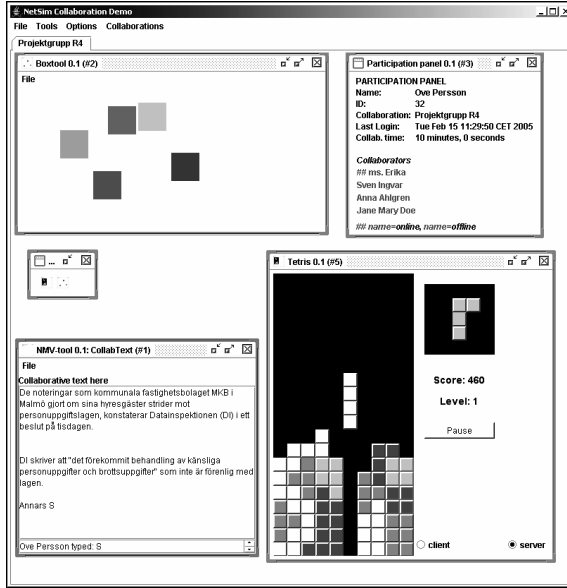 NetSim Collaboration Demo
File Tools Options Collaborations
Projektgrupp R4
Boxtool 0.1 (#2)
File
Participation panel 0.1 (#3)
PARTICIPATION PANEL
Name: Ove Persson
ID: 32
Collaboration: Projektgrupp R4
Last Login: Tue Feb 15 11:29:50 CET 2005
Collab. time: 10 minutes, 0 seconds
Collaborators
## ms. Erika
Sven Ingvar
Anna Ahlgren
Jane Mary Doe
## name=online, name=offline
...
Tetris 0.1 (#5)
Score: 460
Level: 1
Pause
client server
NMV-tool 0.1: CollabText (#1)
File
Collaborative text here
De noteringar som kommunala fastighetsbolaget MKB i
Malmö gjort om sina hyresgäster strider mot
personuppgiftslagen, konstaterar Datainspektionen (DI) i ett
beslut på tisdagen.
DI skriver att "det förekommit behandling av känsliga
personuppgifter och brottsuppgifter" som inte är förenlig med
lagen.
Annars S
Ove Persson typed: S